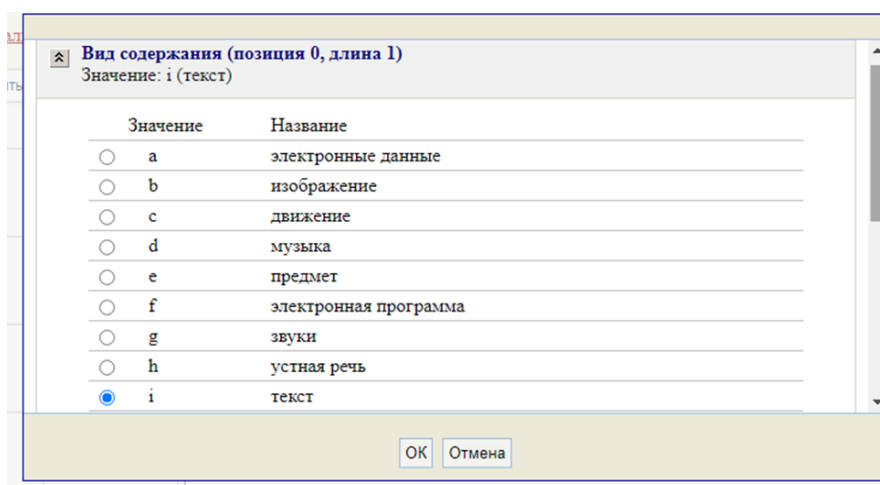 Вид содержания (позиция 0, длина 1)
Значение: i (текст)
Значение Название
a электронные данные
b изображение
c движение
d музыка
e предмет
f электронная программа
g звуки
h устная речь
i текст
OK Отмена